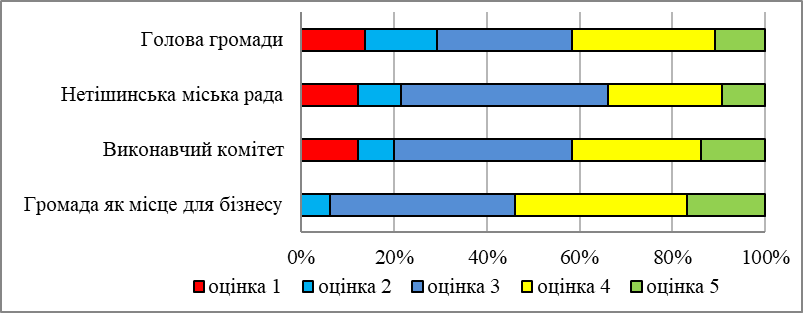 Голова громади
Нетішинська міська рада
Виконавчий комітет
Громада як місце для бізнесу
0% 20% 40% 60% 80% 100%
оцінка 1 оцінка 2 оцінка 3 оцінка 4 оцінка 5